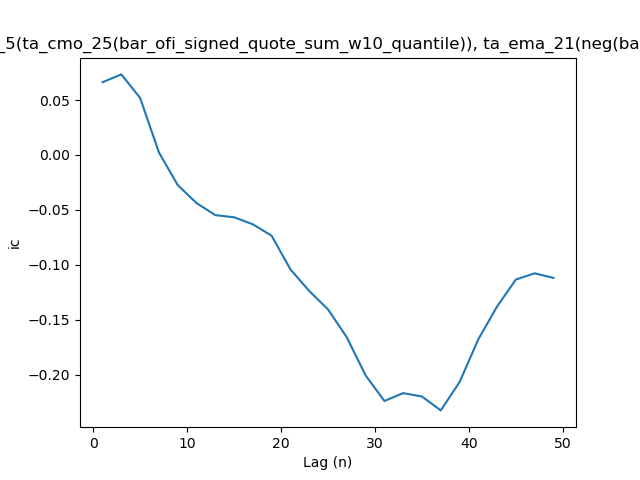 _5(ta_cmo_25(bar_ofi_signed_quote_sum_w10_quantile)), ta_ema_21(neg(ba
ic
0.05
0.00
−0.05
−0.10
−0.15
−0.20
0 10 20 30 40 50
Lag (n)